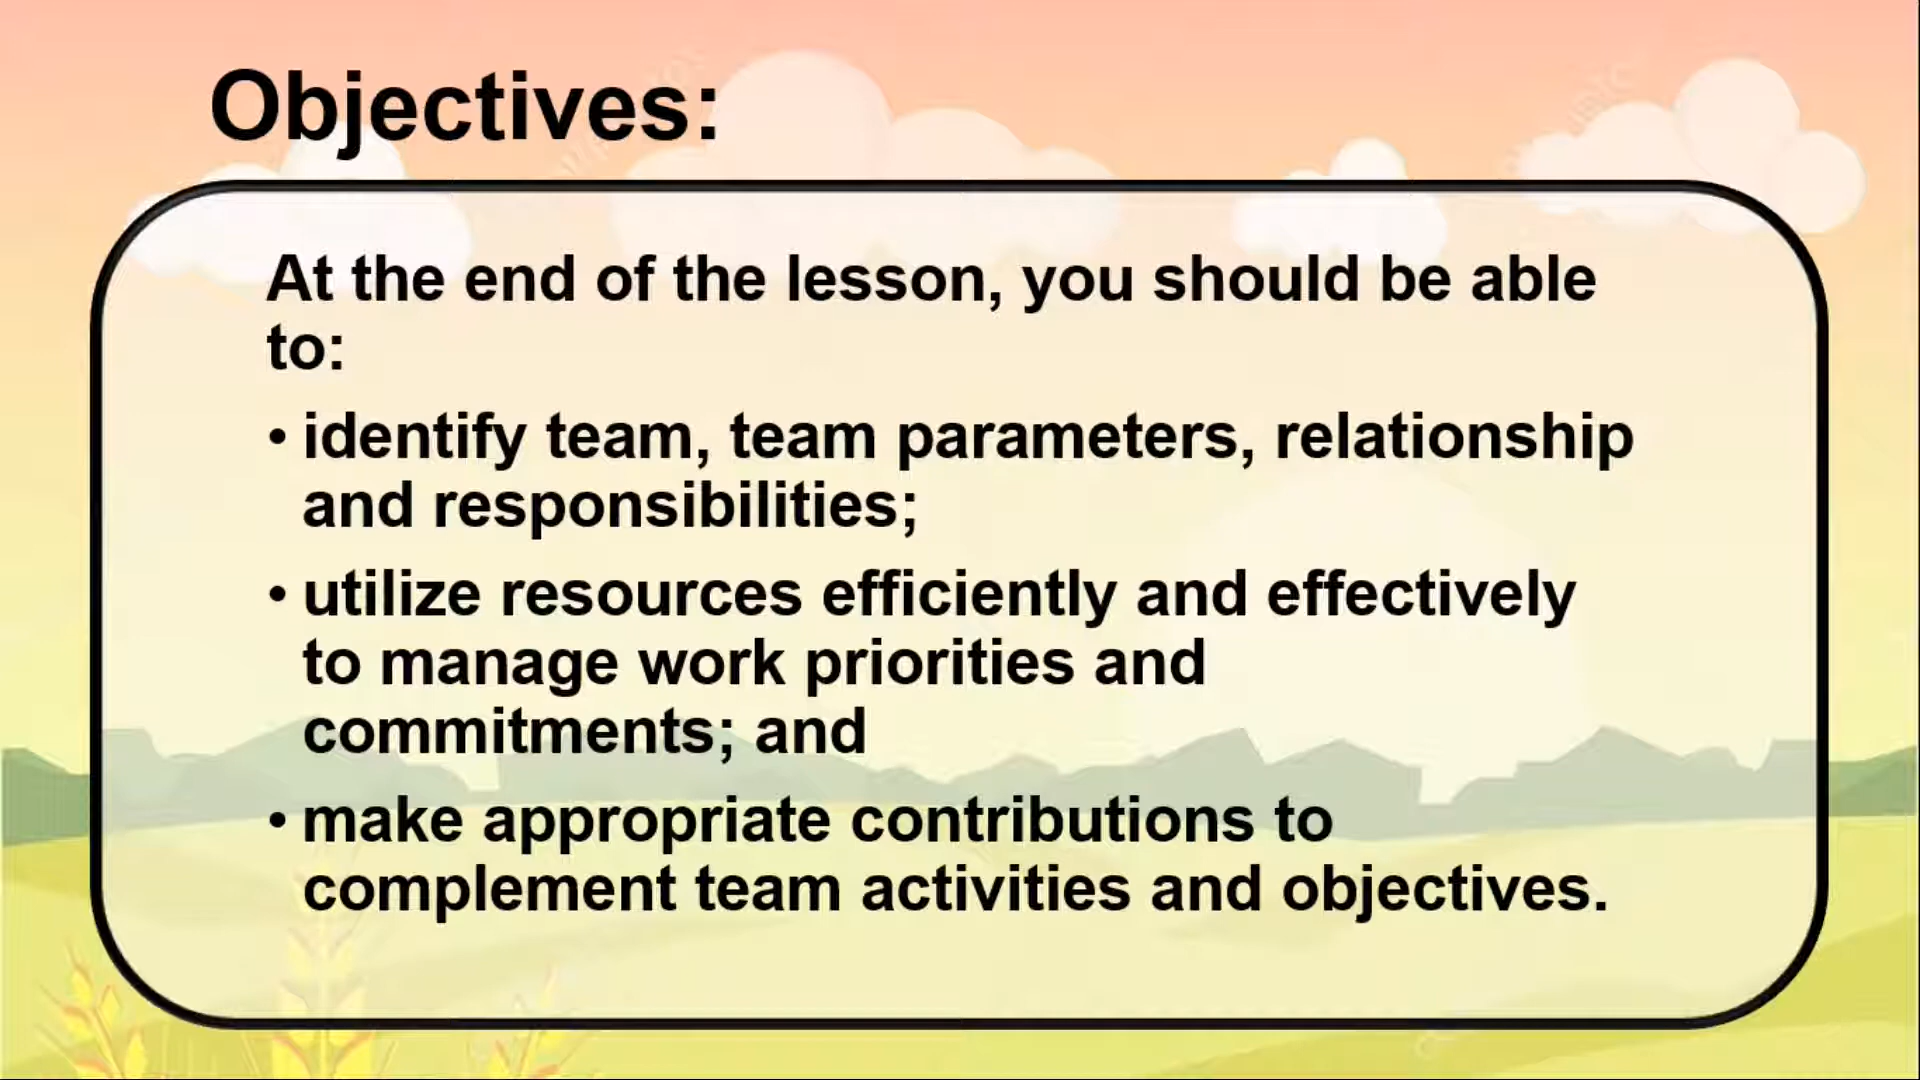 Objectives:
At the end of the lesson, you should be able
to:
• identify team, team parameters, relationship
and responsibilities;
• utilize resources efficiently and effectively
to manage work priorities and
commitments; and
• make appropriate contributions to
complement team activities and objectives.